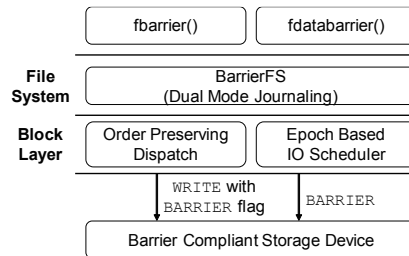 fbarrier()
fdatabarrier()
File
System
BarrierFS
(Dual Mode Journaling)
Block
Layer
Order Preserving
Dispatch
Epoch Based
IO Scheduler
WRITE with
BARRIER flag
BARRIER
Barrier Compliant Storage Device